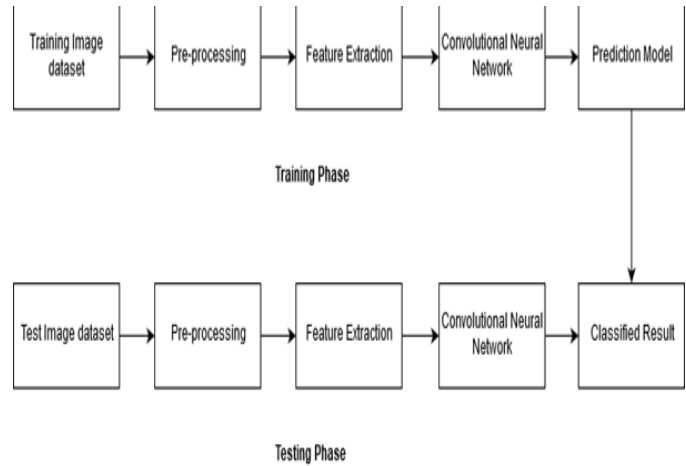 Training Image
dataset
Pre-processing
Feature Extraction
Convolutional Neural
Network
Prediction Model
Training Phase
Test Image dataset
Pre-processing
Feature Extraction
Convolutional Neural
Network
Classified Result
Testing Phase